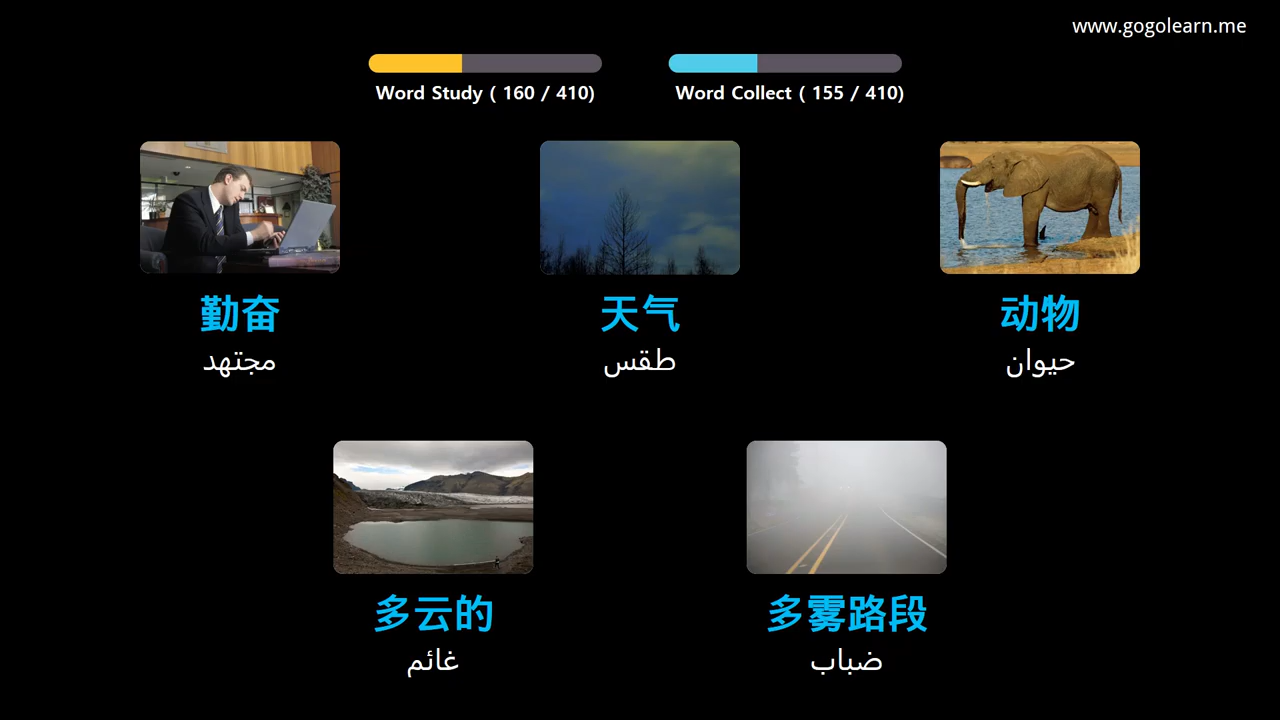 www.gogolearn.me
Word Study ( 160 / 410)
Word Collect ( 155 / 410)
勤奋
مجتهد
天气
طقس
动物
حيوان
多云的
غائم
多雾路段
ضباب